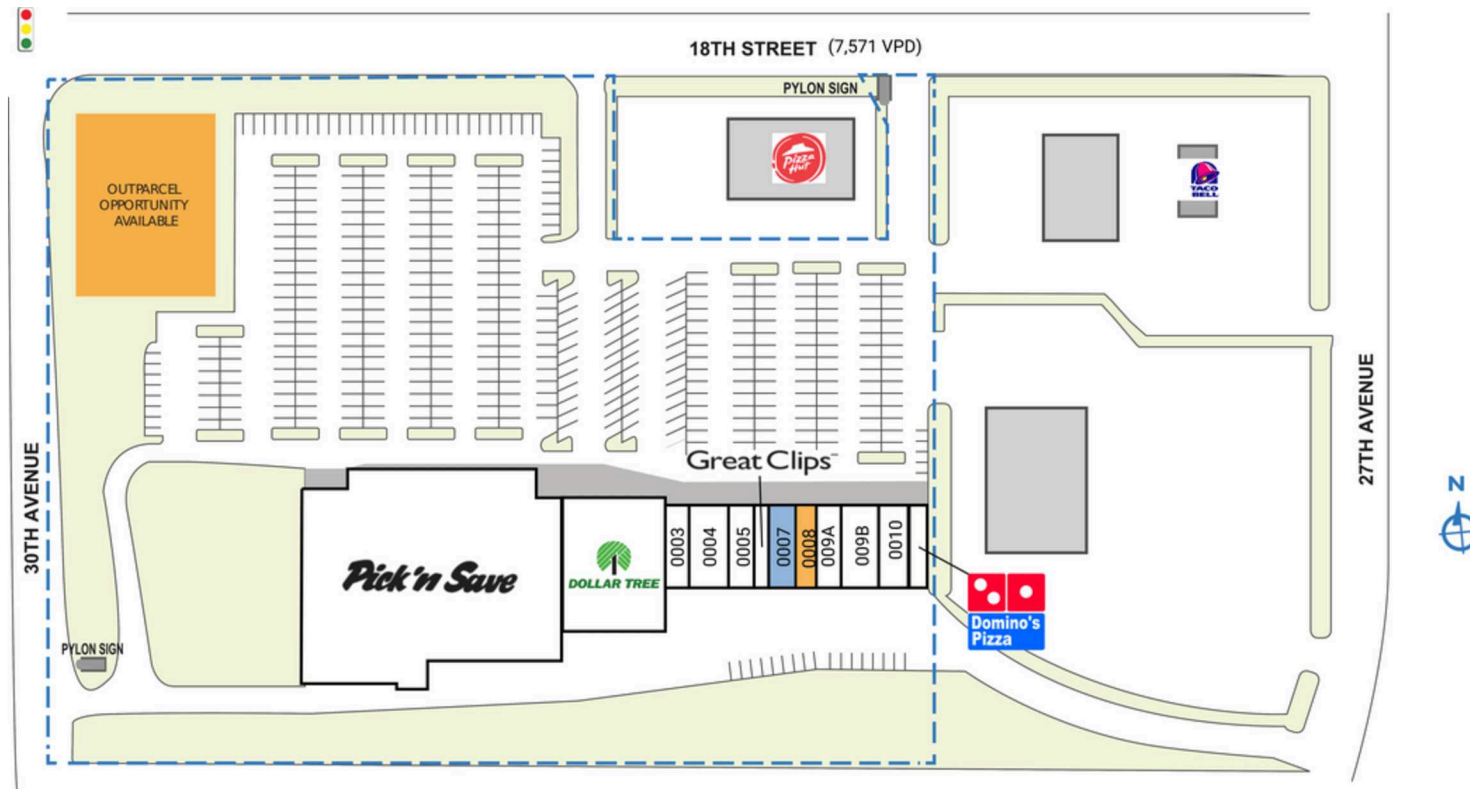 18TH STREET (7,571 VPD)
PYLON SIGN
OUTPARCEL
OPPORTUNITY
AVAILABLE
Pizza
Hut
TACO
BELL
30TH AVENUE
27TH AVENUE
N
Great Clips
Pick'n Save
DOLLAR TREE
0003
0004
0005
0007
0008
009A
009B
0010
Domino's
Pizza
PYLON SIGN